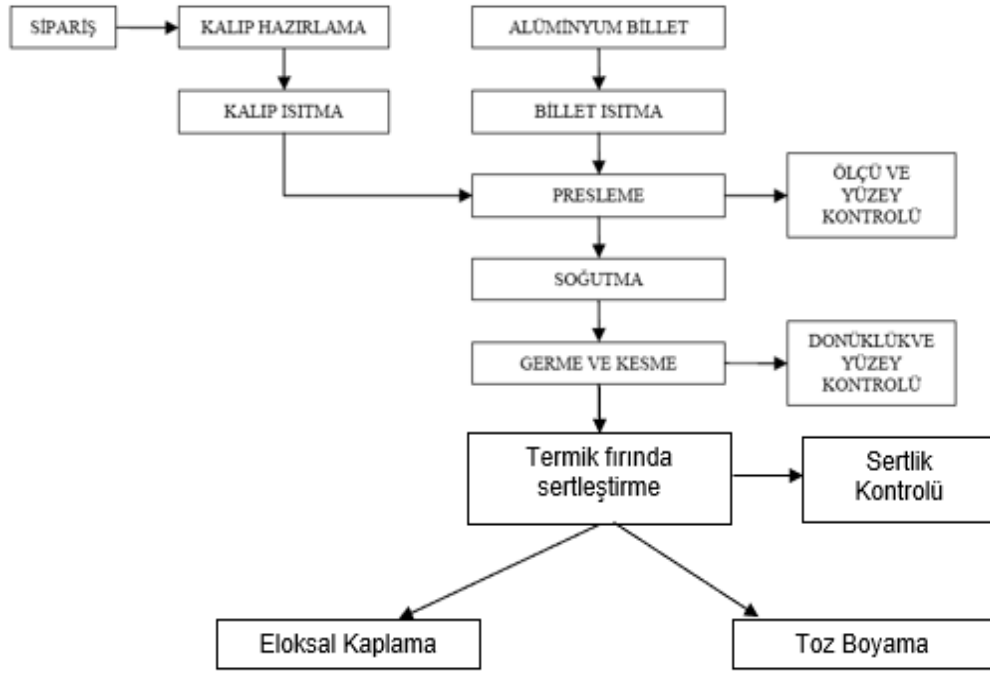 SİPARİŞ
KALIP HAZIRLAMA
ALÜMİNYUM BİLLET
KALIP ISITMA
BİLLET ISITMA
PRESLEME
ÖLÇÜ VE
YÜZEY
KONTROLÜ
SOĞUTMA
GERME VE KESME
DONÜKLÜKVE
YÜZEY
KONTROLÜ
Termik fırında
sertleştirme
Sertlik
Kontrolü
Eloksal Kaplama
Toz Boyama